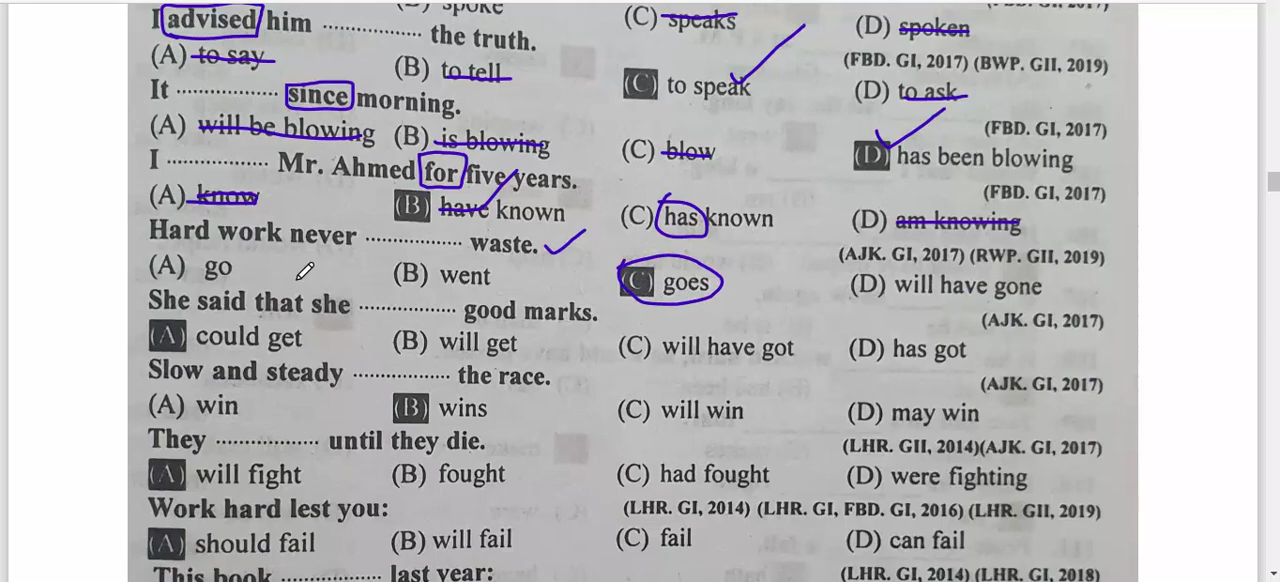 (B) spoke
I advised him .................... the truth. (C) speaks (D) spoken
(A) to say (B) to tell (C) to speak (FBD. GI, 2017) (BWP. GII, 2019)
(D) to ask
It .................... since morning. (FBD. GI, 2017)
(A) will be blowing (B) is blowing (C) blow (D) has been blowing
I .................... Mr. Ahmed for five years. (FBD. GI, 2017)
(A) know (B) have known (C) has known (D) am knowing
Hard work never .................... waste. (AJK. GI, 2017) (RWP. GII, 2019)
(A) go (B) went (C) goes (D) will have gone
She said that she .................... good marks. (AJK. GI, 2017)
(A) could get (B) will get (C) will have got (D) has got
Slow and steady .................... the race. (AJK. GI, 2017)
(A) win (B) wins (C) will win (D) may win
They .................... until they die. (LHR. GII, 2014)(AJK. GI, 2017)
(A) will fight (B) fought (C) had fought (D) were fighting
Work hard lest you: (LHR. GI, 2014) (LHR. GI, FBD. GI, 2016) (LHR. GII, 2019)
(A) should fail (B) will fail (C) fail (D) can fail
This book .................... last year: (LHR. GI, 2014) (LHR. GI, 2018)